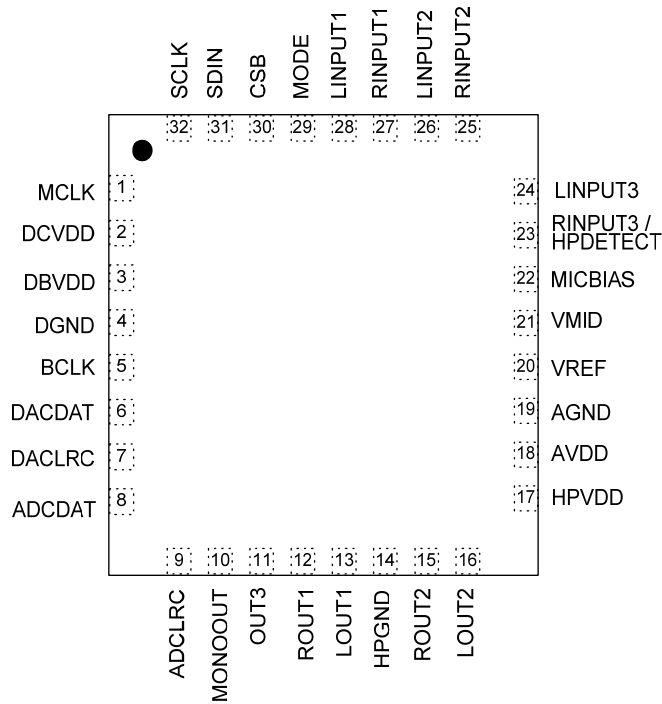 SCLK
SDIN
CSB
MODE
LINPUT1
RINPUT1
LINPUT2
RINPUT2
32 31 30 29 28 27 26 25
MCLK 1
DCVDD 2
DBVDD 3
DGND 4
BCLK 5
DACDAT 6
DACLRC 7
ADCDAT 8
24 LINPUT3
23 RINPUT3 /
HPDETECT
22 MICBIAS
21 VMID
20 VREF
19 AGND
18 AVDD
17 HPVDD
9 10 11 12 13 14 15 16
ADCLRC
MONOOUT
OUT3
ROUT1
LOUT1
HPGND
ROUT2
LOUT2